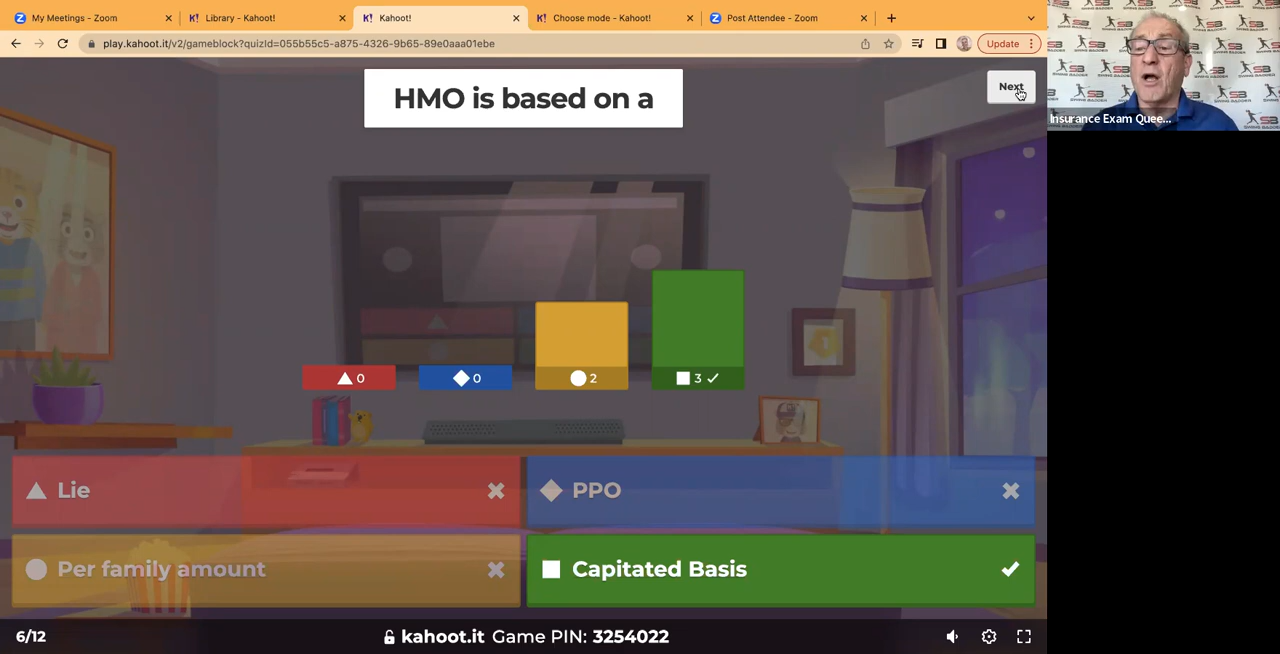 My Meetings - Zoom
Library - Kahoot!
Kahoot!
Choose mode - Kahoot!
Post Attendee - Zoom
play.kahoot.it/v2/gameblock?quizId=055b55c5-a875-4326-9b65-89e0aaa01ebe
Update
HMO is based on a
Next
Insurance Exam Quee...
0
0
2
3
Lie
PPO
Per family amount
Capitated Basis
6/12
kahoot.it Game PIN: 3254022